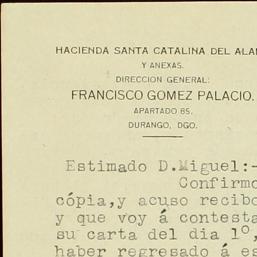 HACIENDA SANTA CATALINA DEL
Y ANEXAS.
DIRECCION GENERAL:
FRANCISCO GOMEZ PALACIO.
APARTADO 85.
DURANGO, DGO.
Estimado D.Miguel:-
Confirmo
cópia,y acuso recibo
y que voy á contesta
su carta del dia 1º,
haber regresado á es